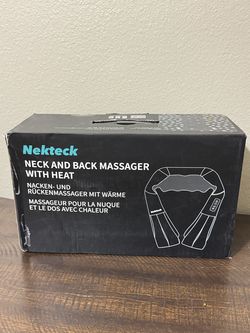 Nekteck
NECK AND BACK MASSAGER
WITH HEAT
NACKEN- UND
RÜCKENMASSAGER MIT WÄRME
MASSAGEUR POUR LA NUQUE
ET LE DOS AVEC CHALEUR